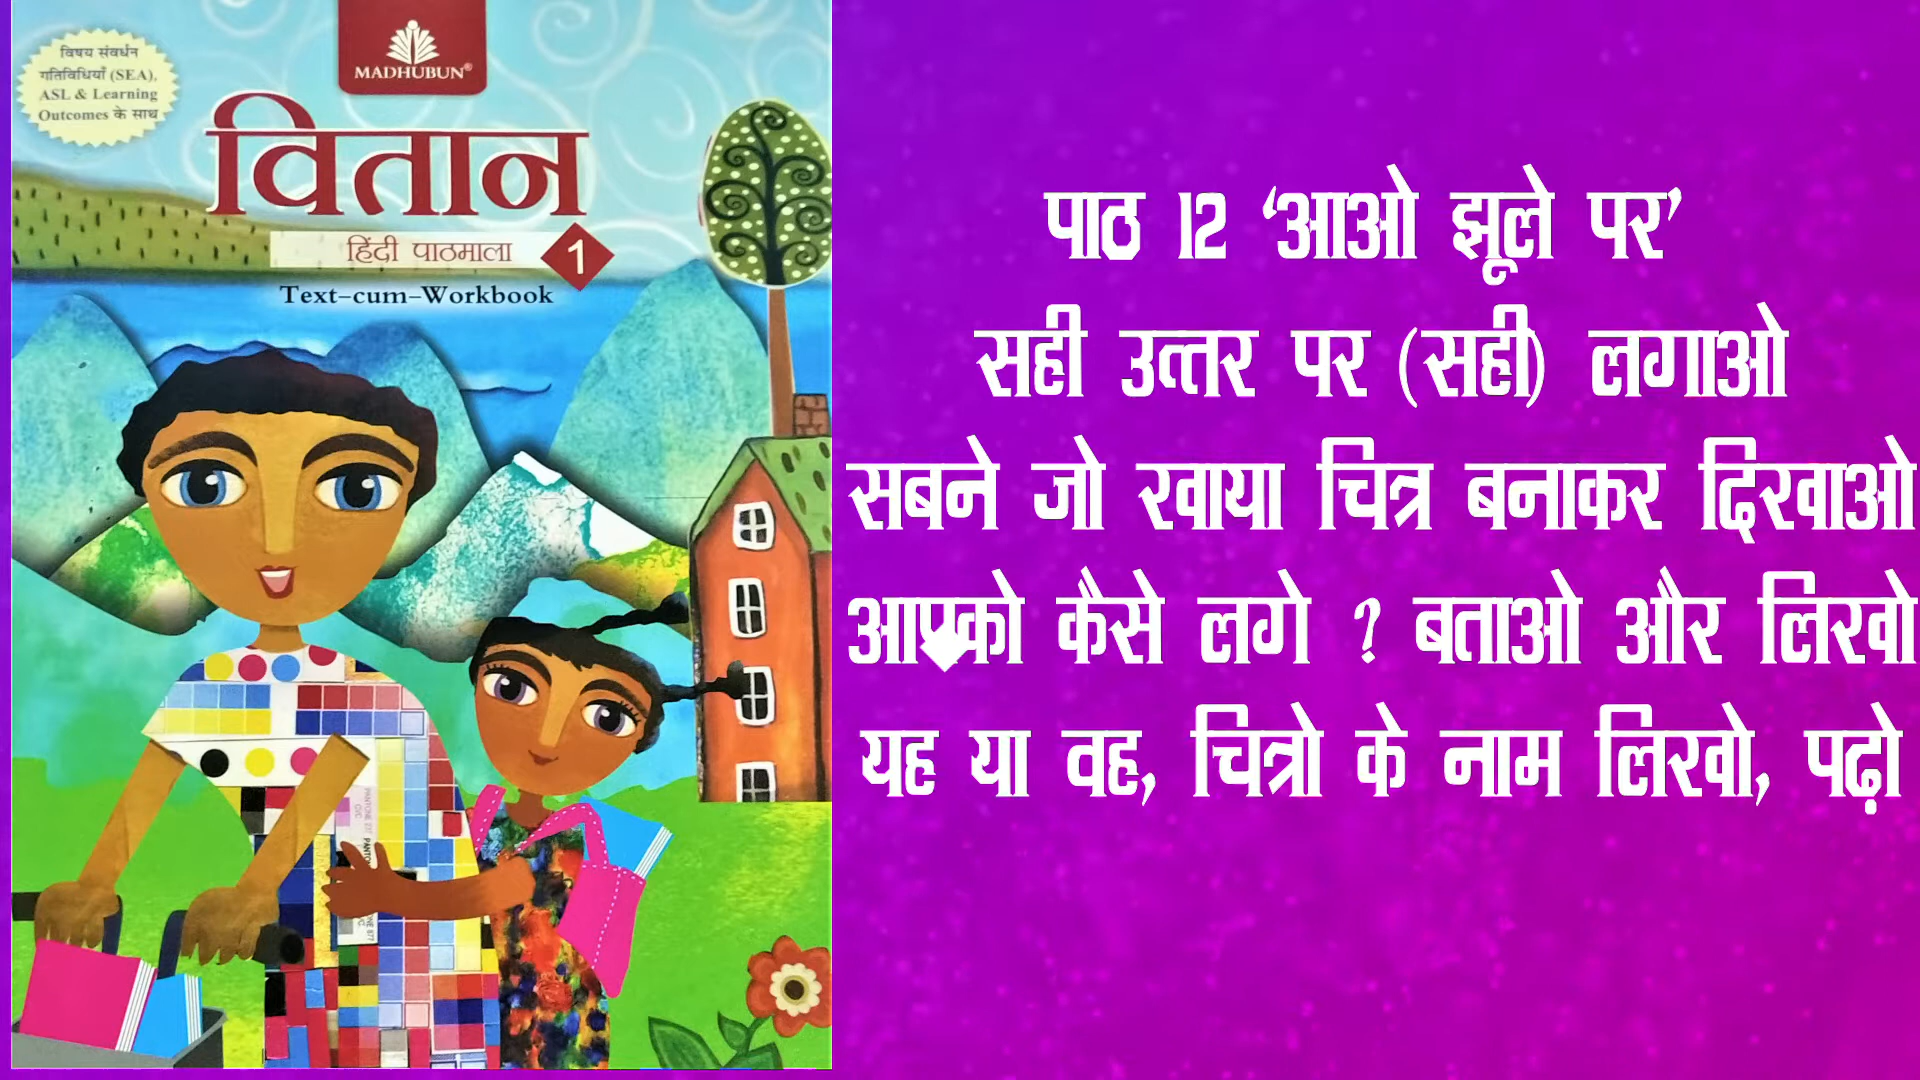 विषय संवर्धन
गतिविधियाँ (SEA),
ASL & Learning
Outcomes के साथ
MADHUBUN®
वितान
हिंदी पाठमाला 1
Text-cum-Workbook
पाठ 12 ‘आओ झूले पर’
सही उत्तर पर (सही) लगाओ
सबने जो खाया चित्र बनाकर दिखाओ
आपको कैसे लगे ? बताओ और लिखो
यह या वह, चित्रो के नाम लिखो, पढ़ो